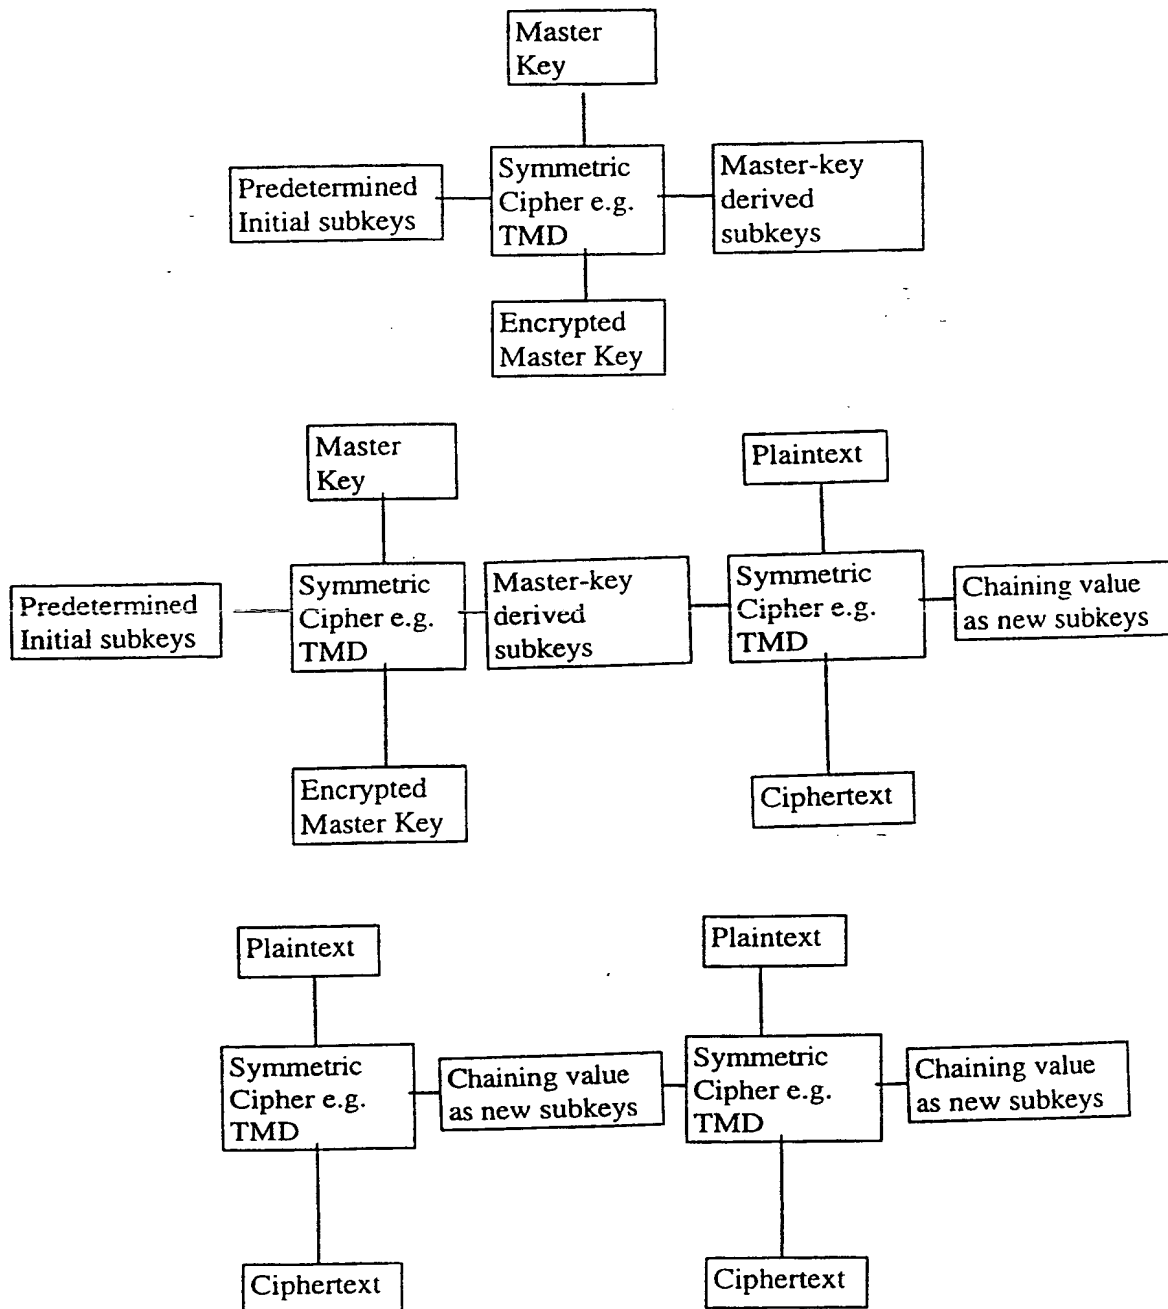 Master
Key
Predetermined
Initial subkeys
Symmetric
Cipher e.g.
TMD
Master-key
derived
subkeys
Encrypted
Master Key
Master
Key
Plaintext
Predetermined
Initial subkeys
Symmetric
Cipher e.g.
TMD
Master-key
derived
subkeys
Symmetric
Cipher e.g.
TMD
Chaining value
as new subkeys
Encrypted
Master Key
Ciphertext
Plaintext
Plaintext
Symmetric
Cipher e.g.
TMD
Chaining value
as new subkeys
Symmetric
Cipher e.g.
TMD
Chaining value
as new subkeys
Ciphertext
Ciphertext